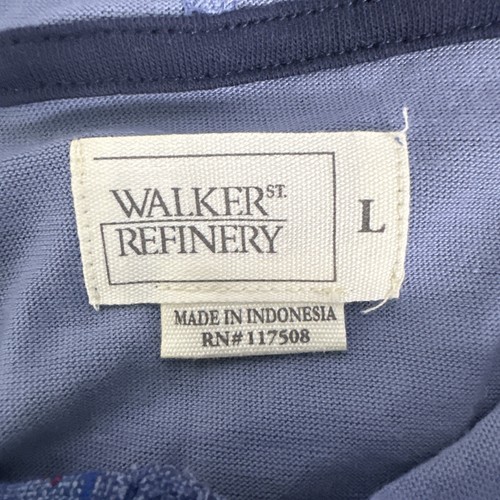 WALKER ST.
REFINERY
L
MADE IN INDONESIA
RN# 117508